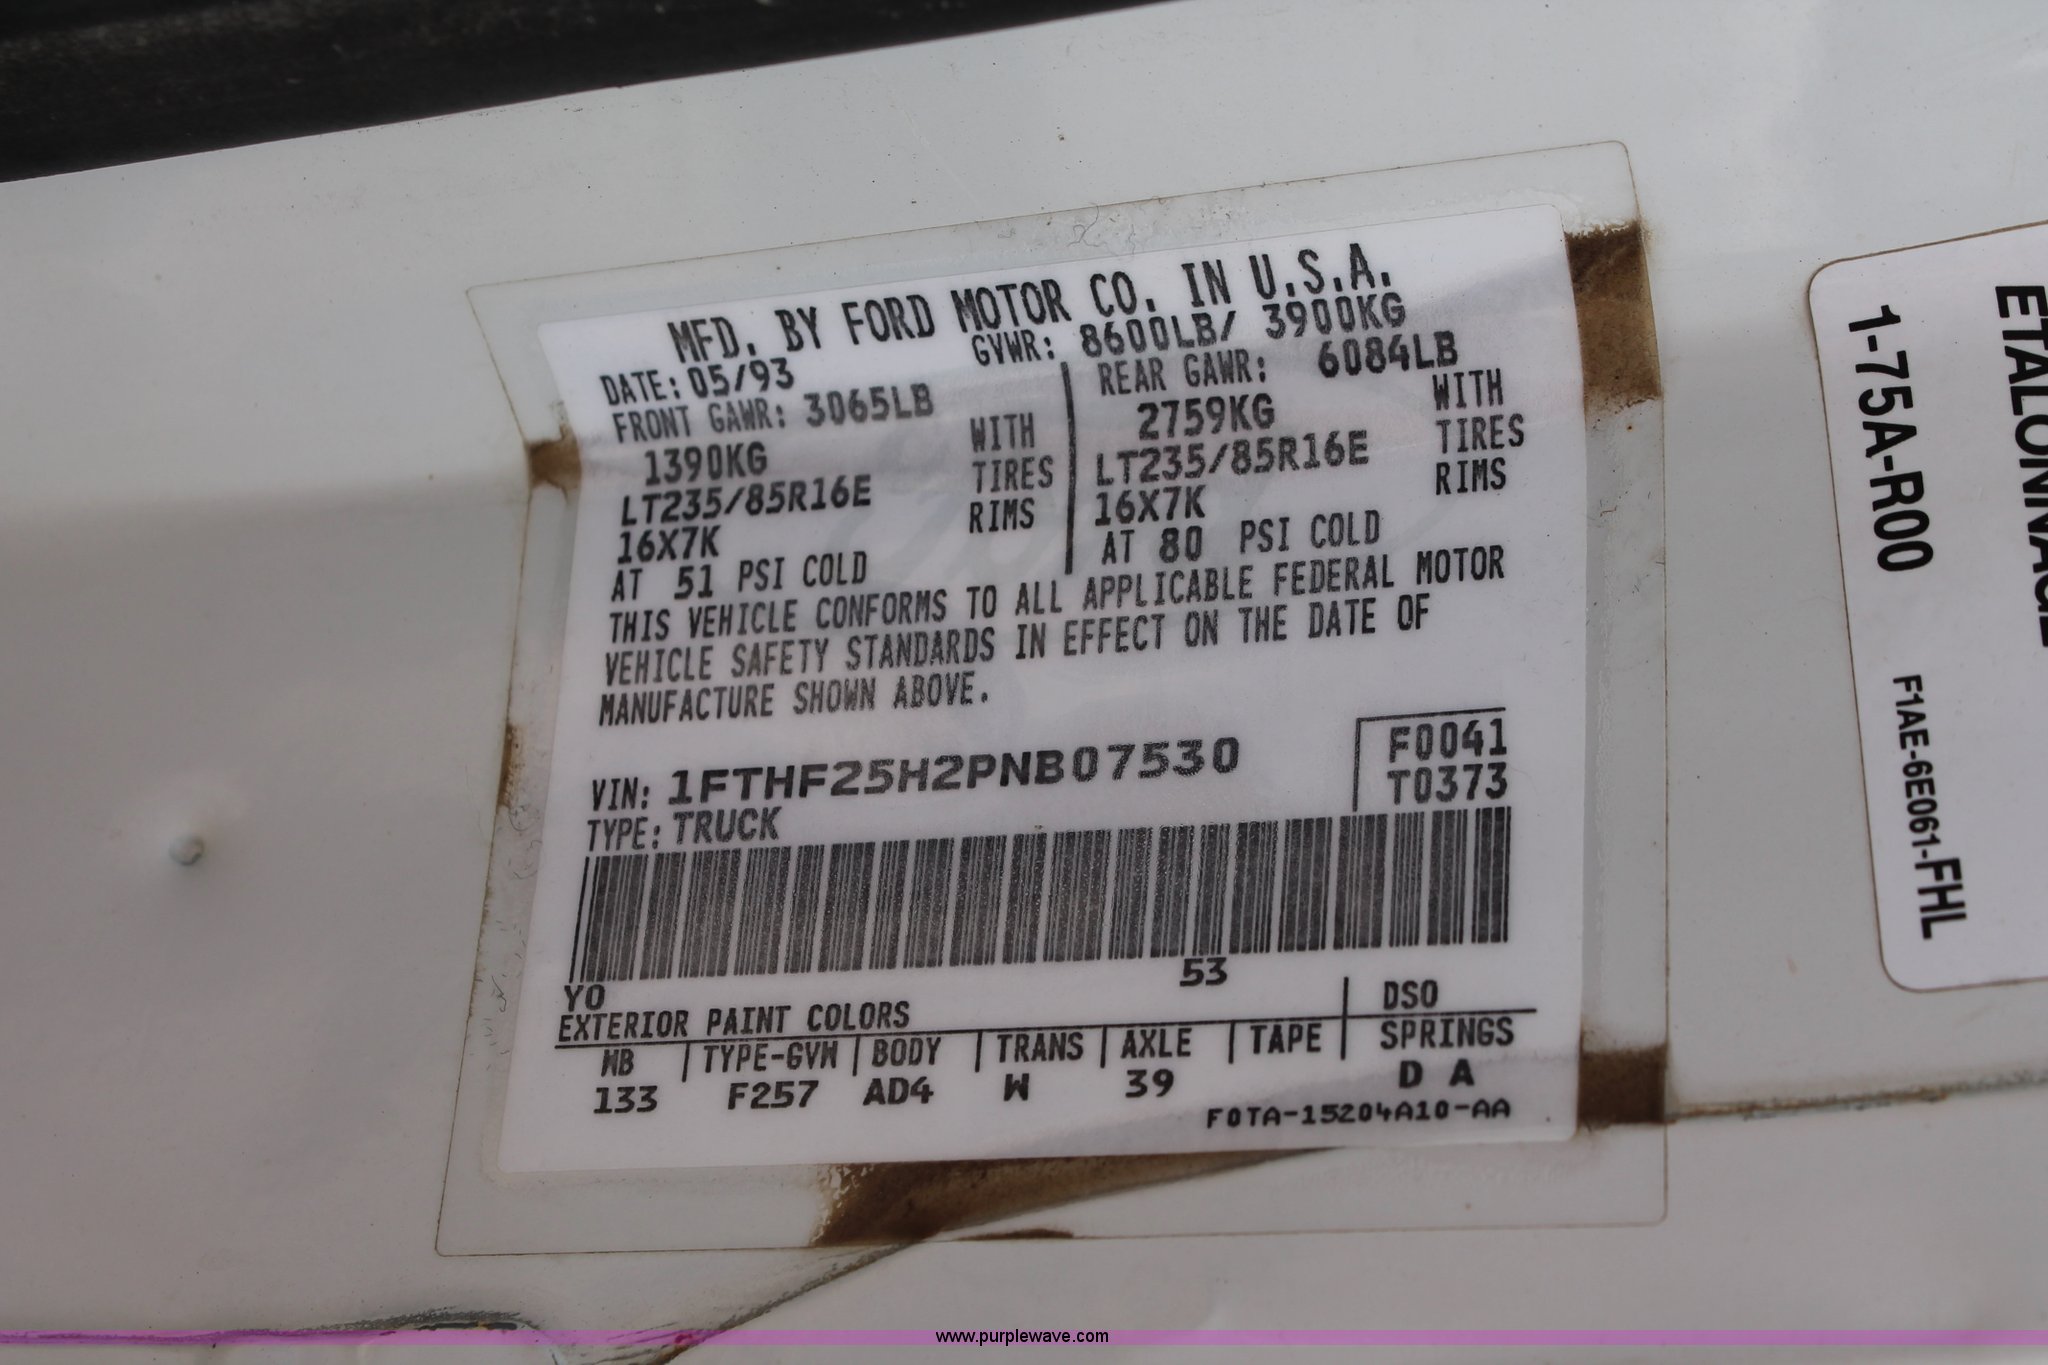 MFD. BY FORD MOTOR CO. IN U.S.A.
DATE: 05/93 GVWR: 8600LB/ 3900KG
FRONT GAWR: 3065LB REAR GAWR: 6084LB
1390KG WITH 2759KG WITH
LT235/85R16E TIRES LT235/85R16E TIRES
16X7K RIMS 16X7K RIMS
AT 51 PSI COLD AT 80 PSI COLD
THIS VEHICLE CONFORMS TO ALL APPLICABLE FEDERAL MOTOR
VEHICLE SAFETY STANDARDS IN EFFECT ON THE DATE OF
MANUFACTURE SHOWN ABOVE.
F0041
VIN: 1FTHF25H2PNB07530 T0373
TYPE: TRUCK
YO 53
EXTERIOR PAINT COLORS DSO
WB TYPE-GVW BODY TRANS AXLE TAPE SPRINGS
133 F257 AD4 W 39 D A
F0TA-15204A10-AA
ETALONNAGE
1-75A-R00
F1AE-6E061-FHL
www.purplewave.com